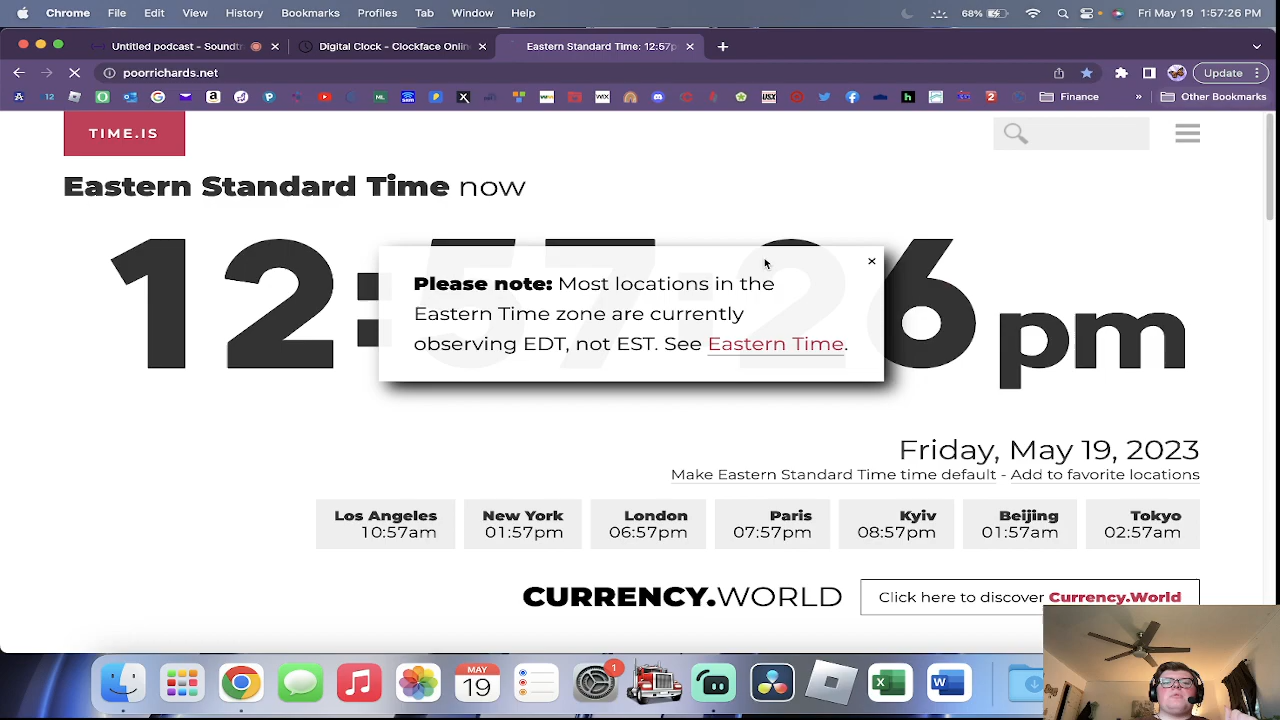 Chrome File Edit View History Bookmarks Profiles Tab Window Help 68% Fri May 19 1:57:26 PM
Untitled podcast - Soundtr Digital Clock - Clockface Onlin Eastern Standard Time: 12:57p
poorrichards.net Update
12 Finance Other Bookmarks
TIME.IS
Eastern Standard Time now
12:57:26 pm
Please note: Most locations in the
Eastern Time zone are currently
observing EDT, not EST. See Eastern Time.
Friday, May 19, 2023
Make Eastern Standard Time time default - Add to favorite locations
Los Angeles New York London Paris Kyiv Beijing Tokyo
10:57am 01:57pm 06:57pm 07:57pm 08:57pm 01:57am 02:57am
CURRENCY.WORLD Click here to discover Currency.World
MAY
19
1